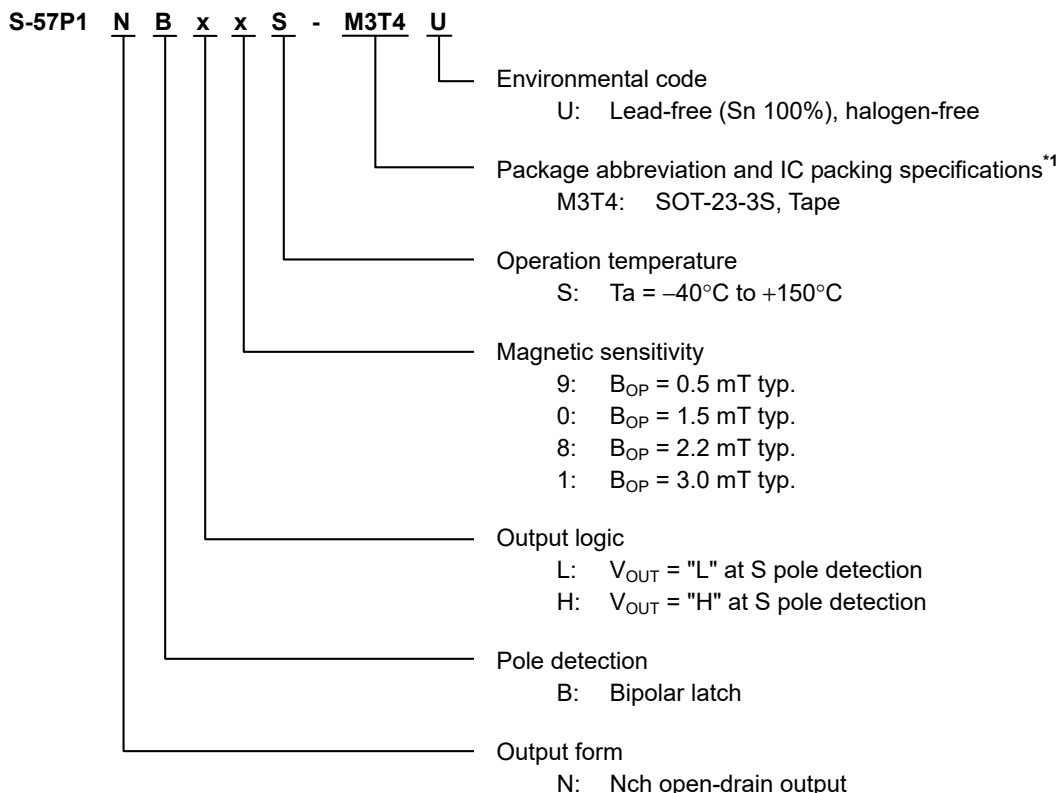 S-57P1 N B x x S - M3T4 U
Environmental code
U: Lead-free (Sn 100%), halogen-free
Package abbreviation and IC packing specifications*1
M3T4: SOT-23-3S, Tape
Operation temperature
S: Ta = −40°C to +150°C
Magnetic sensitivity
9: BOP = 0.5 mT typ.
0: BOP = 1.5 mT typ.
8: BOP = 2.2 mT typ.
1: BOP = 3.0 mT typ.
Output logic
L: VOUT = "L" at S pole detection
H: VOUT = "H" at S pole detection
Pole detection
B: Bipolar latch
Output form
N: Nch open-drain output